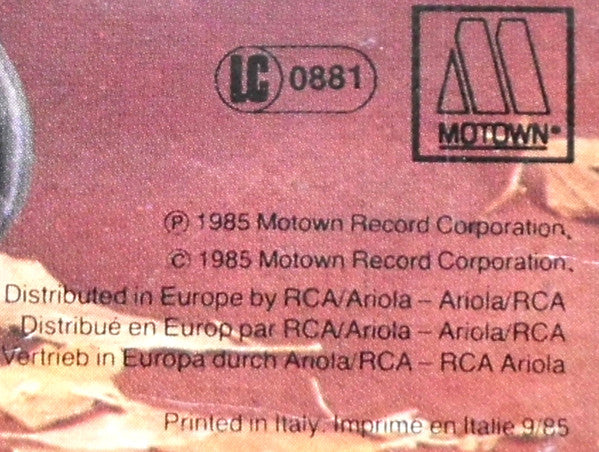 LC 0881
MOTOWN®
℗ 1985 Motown Record Corporation.
© 1985 Motown Record Corporation.
Distributed in Europe by RCA/Ariola – Ariola/RCA
Distribué en Europ par RCA/Ariola – Ariola/RCA
Vertrieb in Europa durch Ariola/RCA – RCA Ariola
Printed in Italy. Imprimé en Italie 9/85